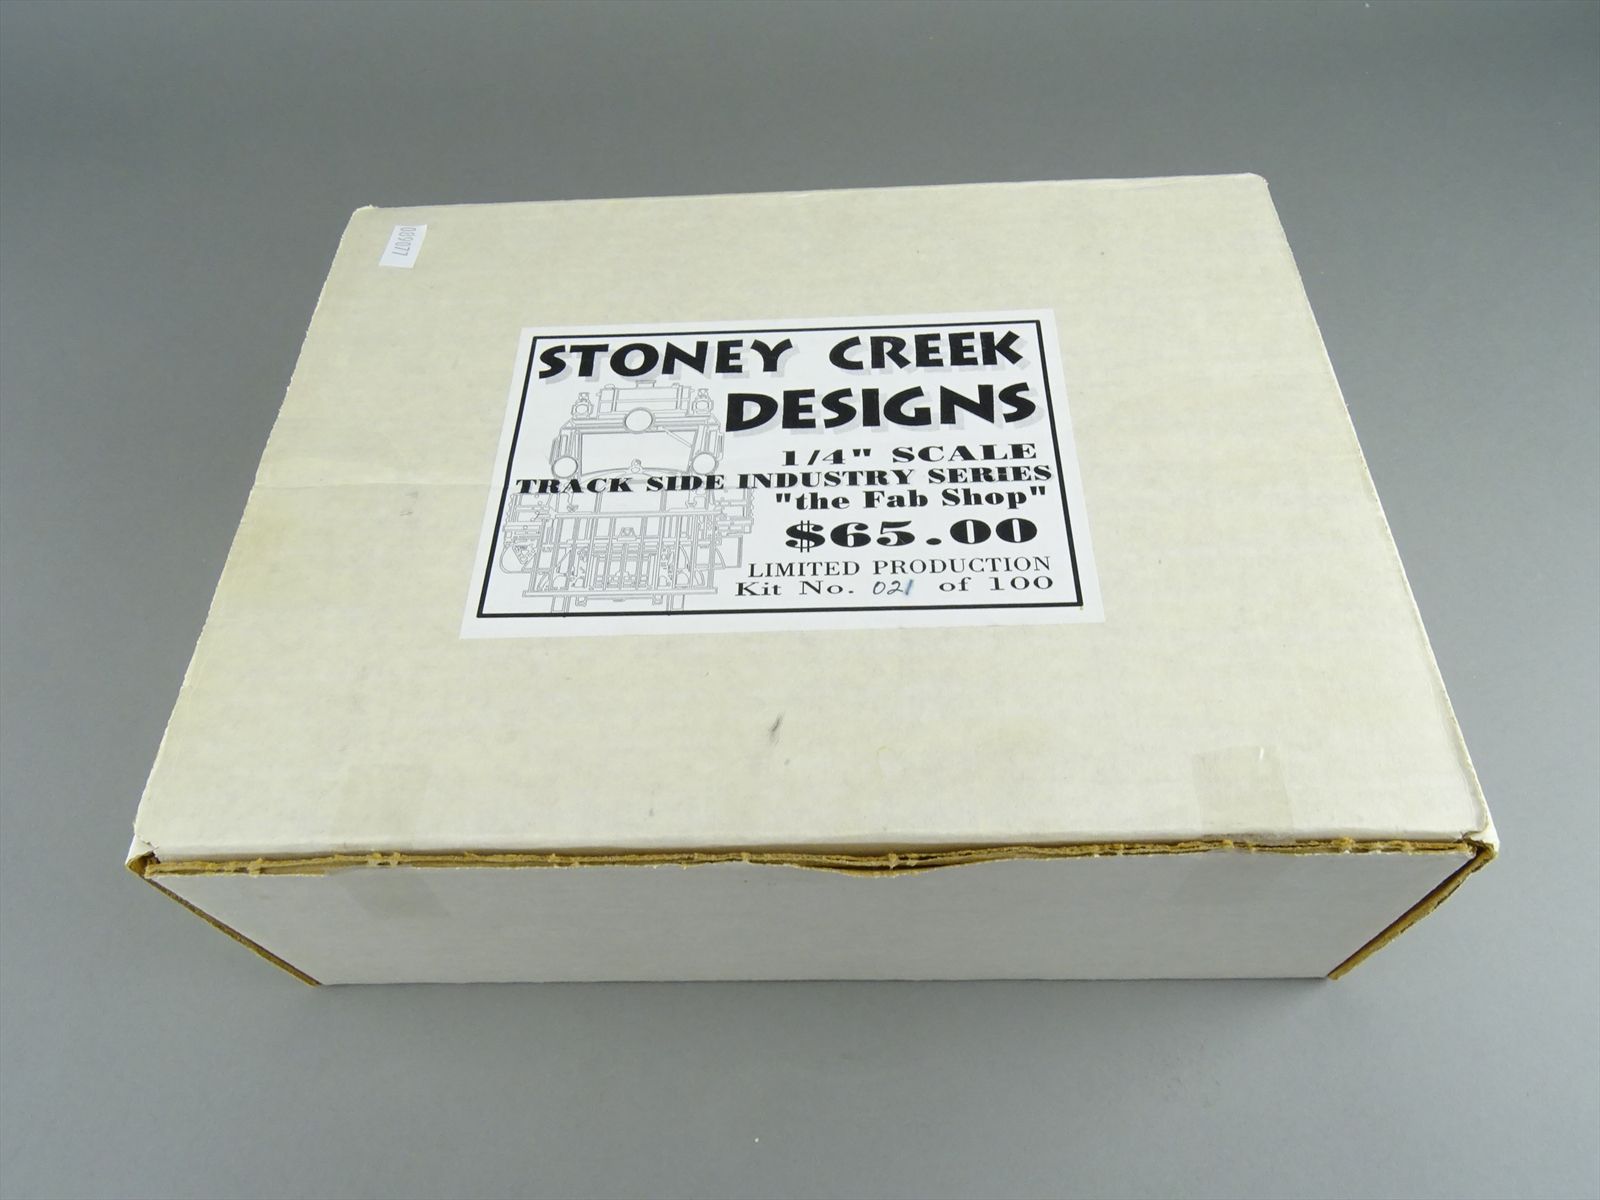 089077
STONEY CREEK
DESIGNS
1/4" SCALE
TRACK SIDE INDUSTRY SERIES
"the Fab Shop"
$65.00
LIMITED PRODUCTION
Kit No. 021 of 100